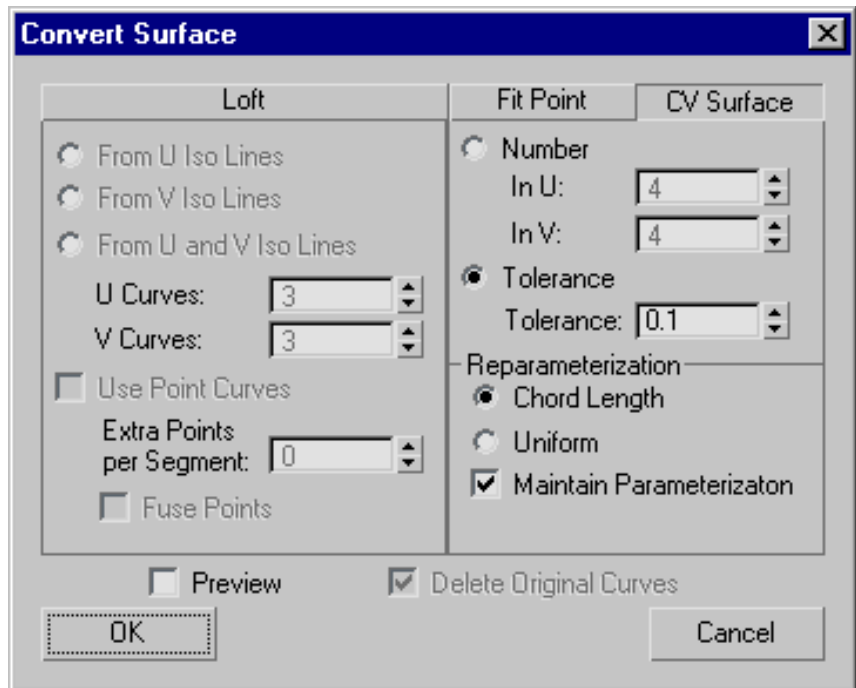 Convert Surface
Loft
Fit Point
CV Surface
From U Iso Lines
From V Iso Lines
From U and V Iso Lines
U Curves: 3
V Curves: 3
Use Point Curves
Extra Points
per Segment: 0
Fuse Points
Number
In U: 4
In V: 4
Tolerance
Tolerance: 0.1
Reparameterization
Chord Length
Uniform
Maintain Parameterizaton
Preview
Delete Original Curves
OK
Cancel